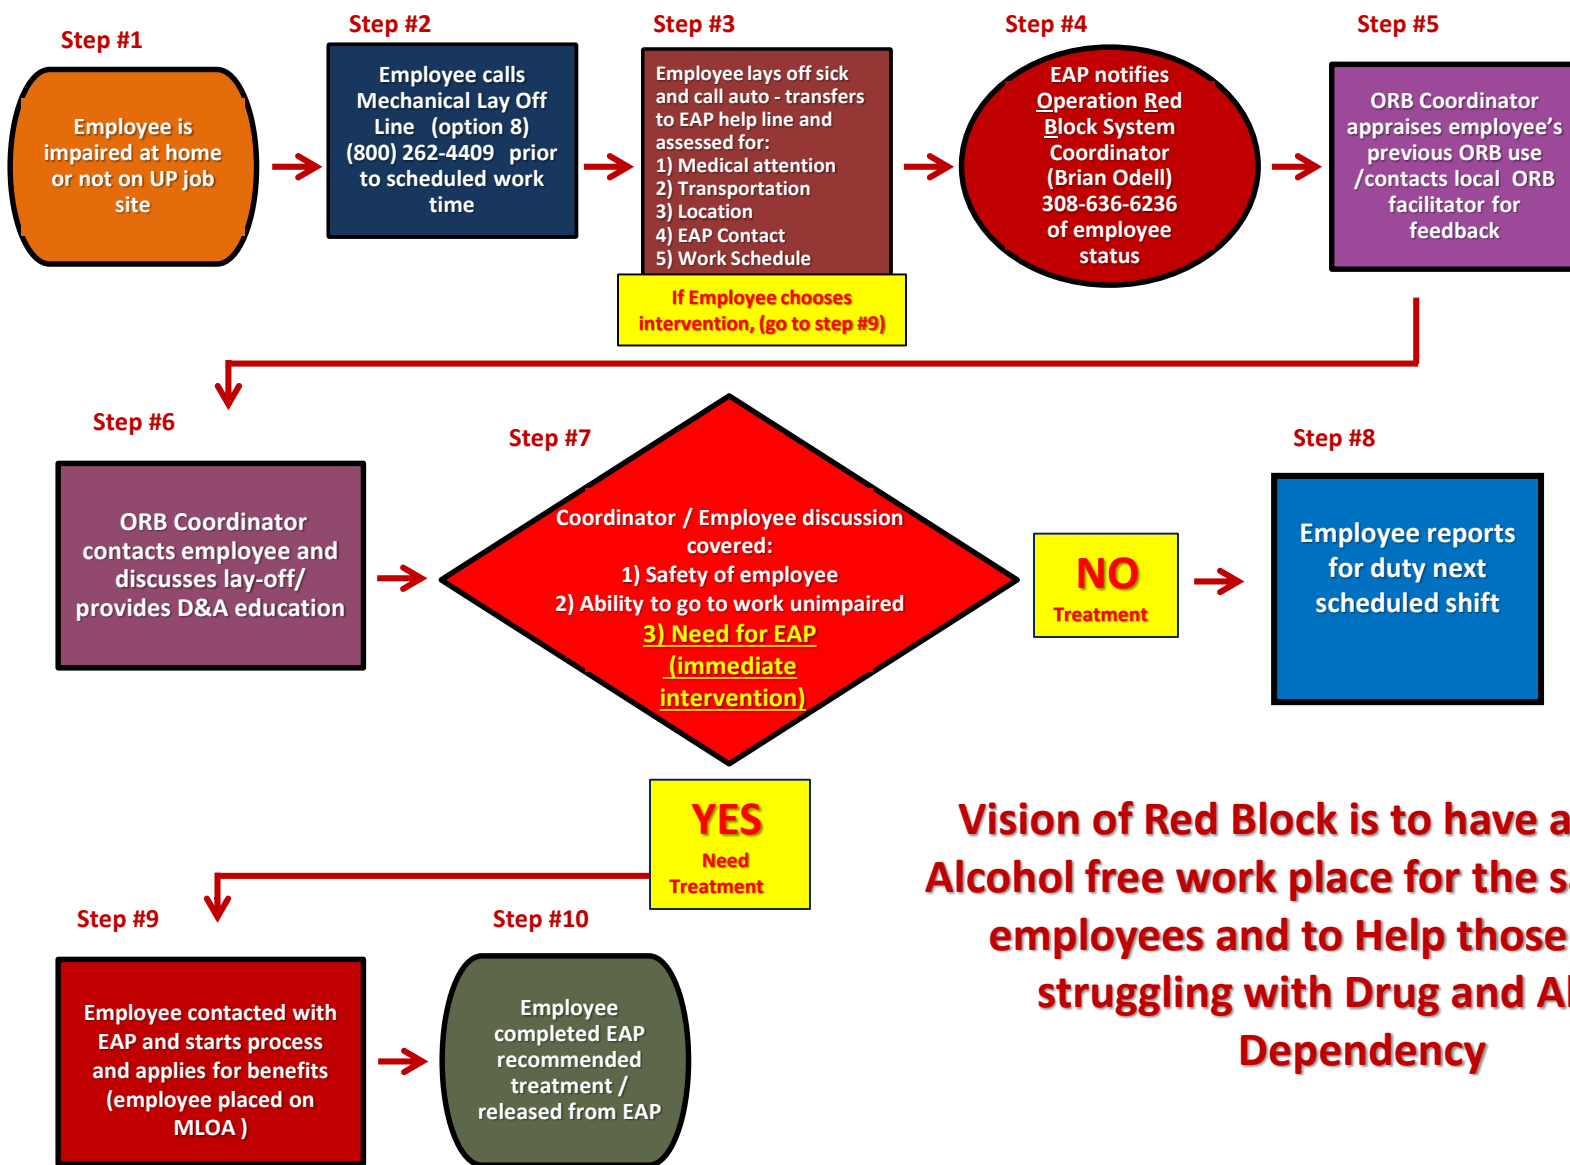 Step #1
Employee is
impaired at home
or not on UP job
site
Step #2
Employee calls
Mechanical Lay Off
Line (option 8)
(800) 262-4409 prior
to scheduled work
time
Step #3
Employee lays off sick
and call auto - transfers
to EAP help line and
assessed for:
1) Medical attention
2) Transportation
3) Location
4) EAP Contact
5) Work Schedule
If Employee chooses
intervention, (go to step #9)
Step #4
EAP notifies
Operation Red
Block System
Coordinator
(Brian Odell)
308-636-6236
of employee
status
Step #5
ORB Coordinator
appraises employee's
previous ORB use
/contacts local ORB
facilitator for
feedback
Step #6
ORB Coordinator
contacts employee and
discusses lay-off/
provides D&A education
Step #7
Coordinator / Employee discussion
covered:
1) Safety of employee
2) Ability to go to work unimpaired
3) Need for EAP
(immediate
intervention)
NO
Treatment
Step #8
Employee reports
for duty next
scheduled shift
YES
Need
Treatment
Step #9
Employee contacted with
EAP and starts process
and applies for benefits
(employee placed on
MLOA )
Step #10
Employee
completed EAP
recommended
treatment /
released from EAP
Vision of Red Block is to have a
Alcohol free work place for the
employees and to Help those
struggling with Drug and
Dependency